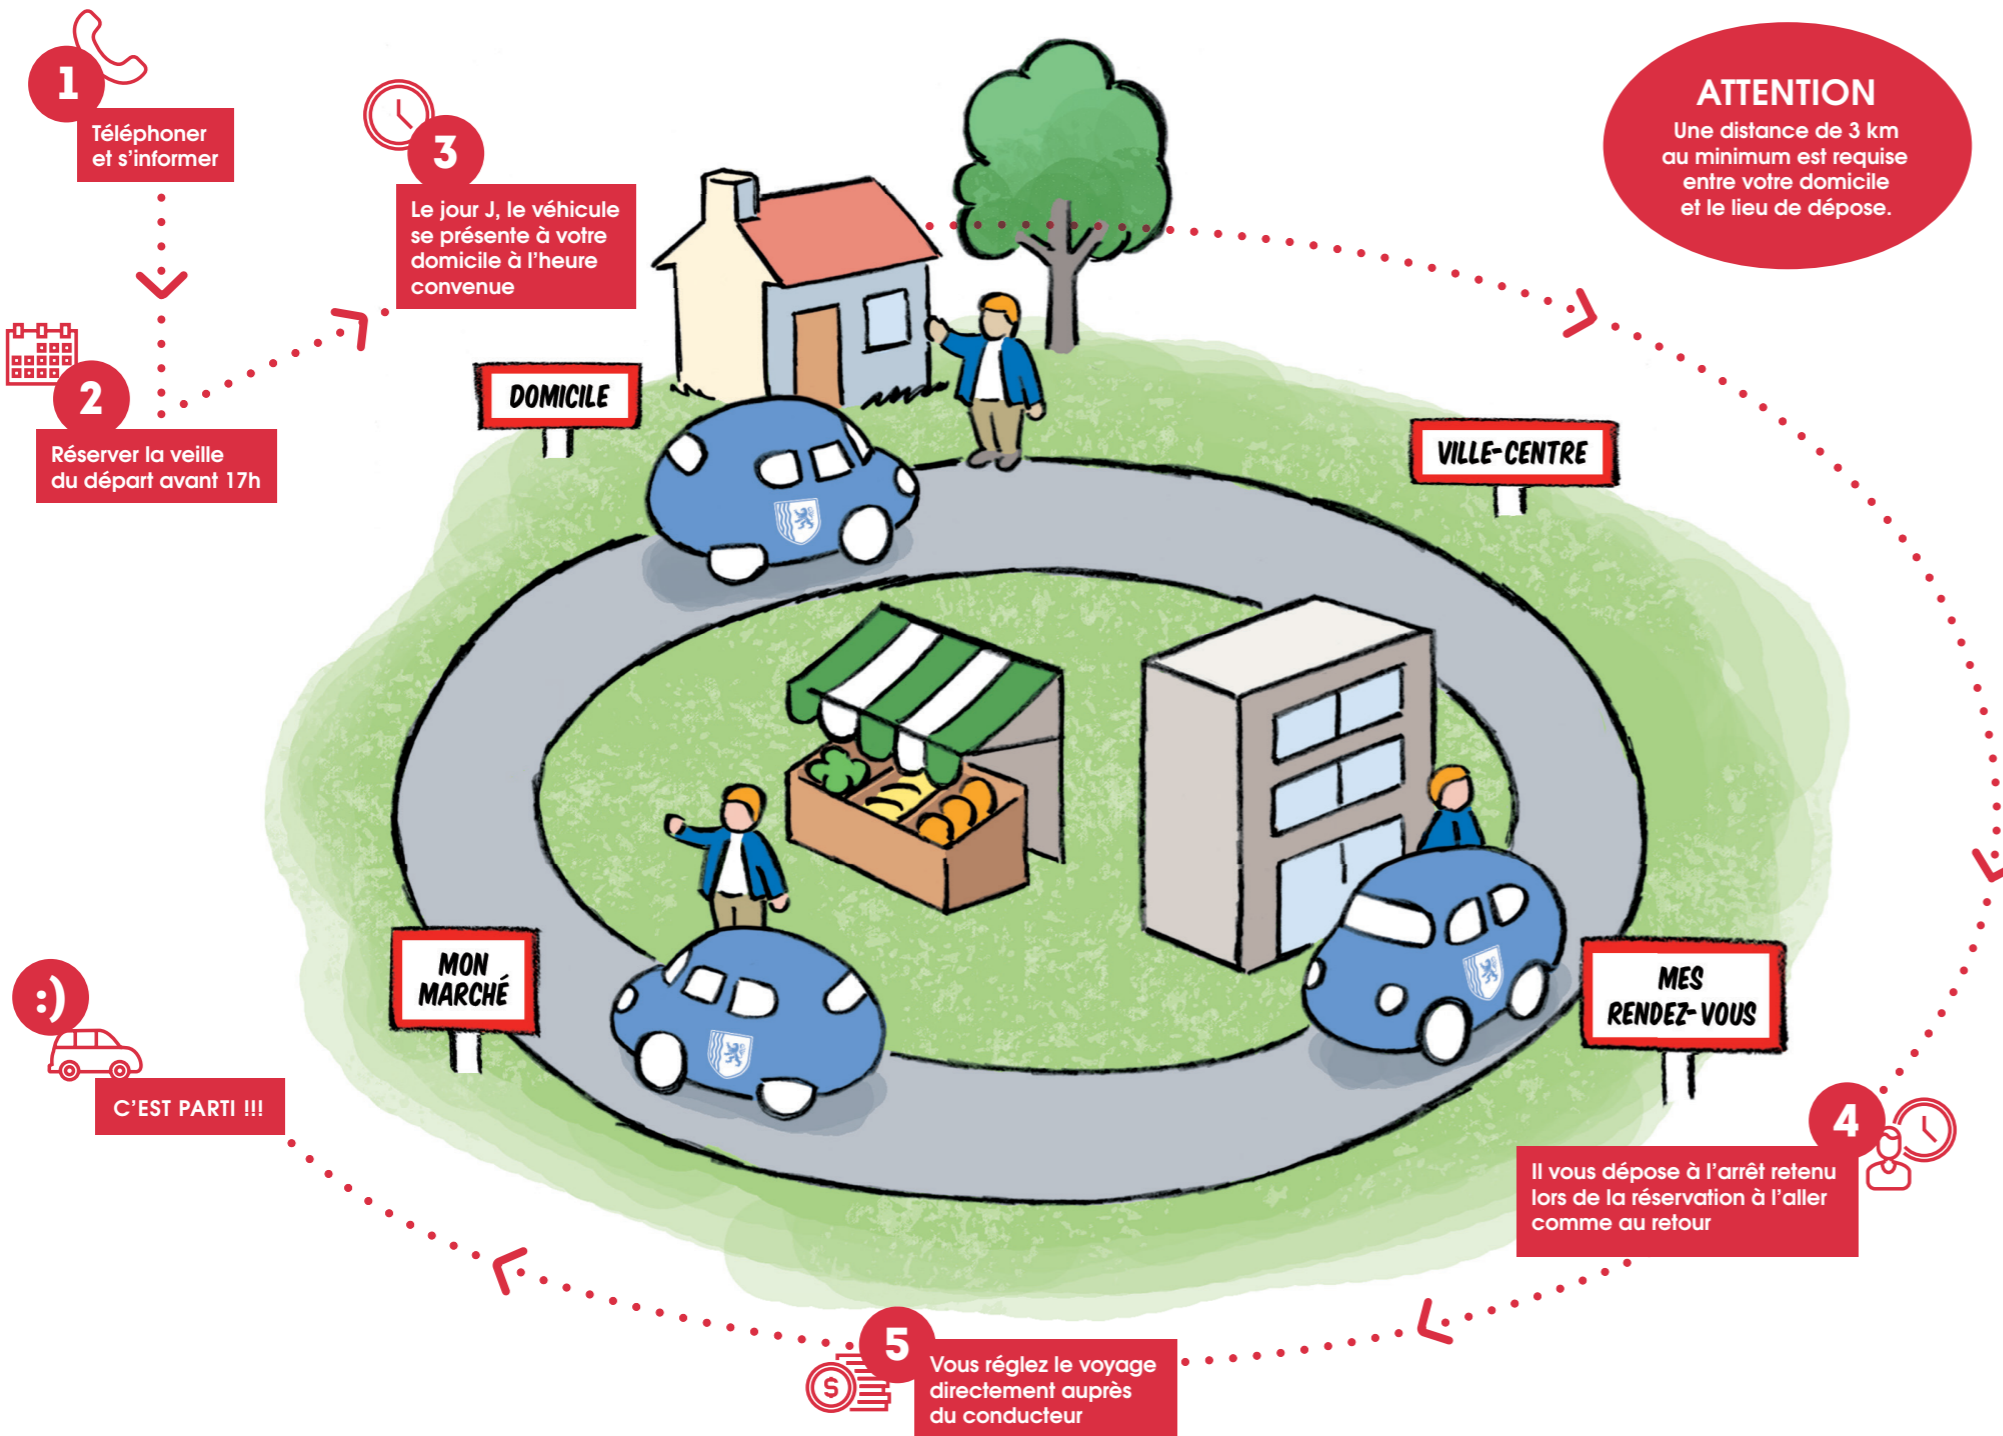 1
Téléphoner
et s'informer
2
Réserver la veille
du départ avant 17h
3
Le jour J, le véhicule
se présente à votre
domicile à l'heure
convenue
ATTENTION
Une distance de 3 km
au minimum est requise
entre votre domicile
et le lieu de dépose.
DOMICILE
VILLE-CENTRE
MON
MARCHÉ
MES
RENDEZ-VOUS
4
Il vous dépose à l'arrêt retenu
lors de la réservation à l'aller
comme au retour
5
$
Vous réglez le voyage
directement auprès
du conducteur
:)
C'EST PARTI !!!